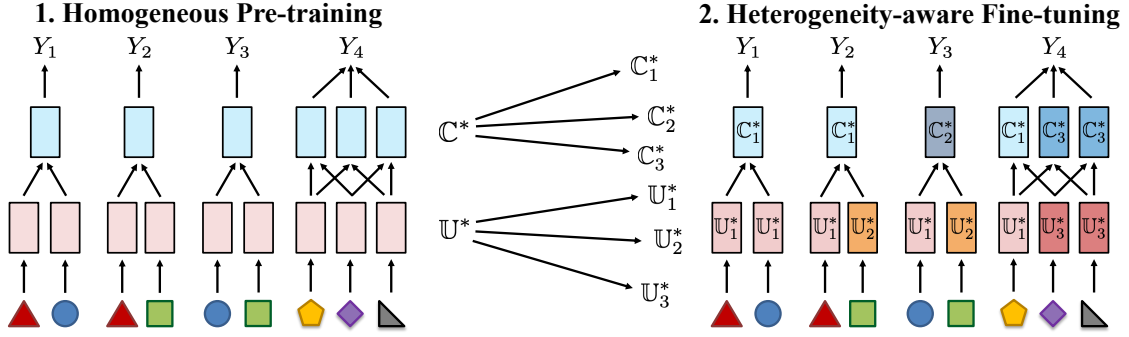 1. Homogeneous Pre-training
2. Heterogeneity-aware Fine-tuning
Y₁ Y₂ Y₃ Y₄
ℂ*
ℂ₁*
ℂ₂*
ℂ₃*
𝕌*
𝕌₁*
𝕌₂*
𝕌₃*
Y₁ Y₂ Y₃ Y₄
ℂ₁* ℂ₁* ℂ₂* ℂ₁* ℂ₃* ℂ₃*
𝕌₁* 𝕌₁* 𝕌₁* 𝕌₂* 𝕌₁* 𝕌₂* 𝕌₁* 𝕌₃* 𝕌₃*